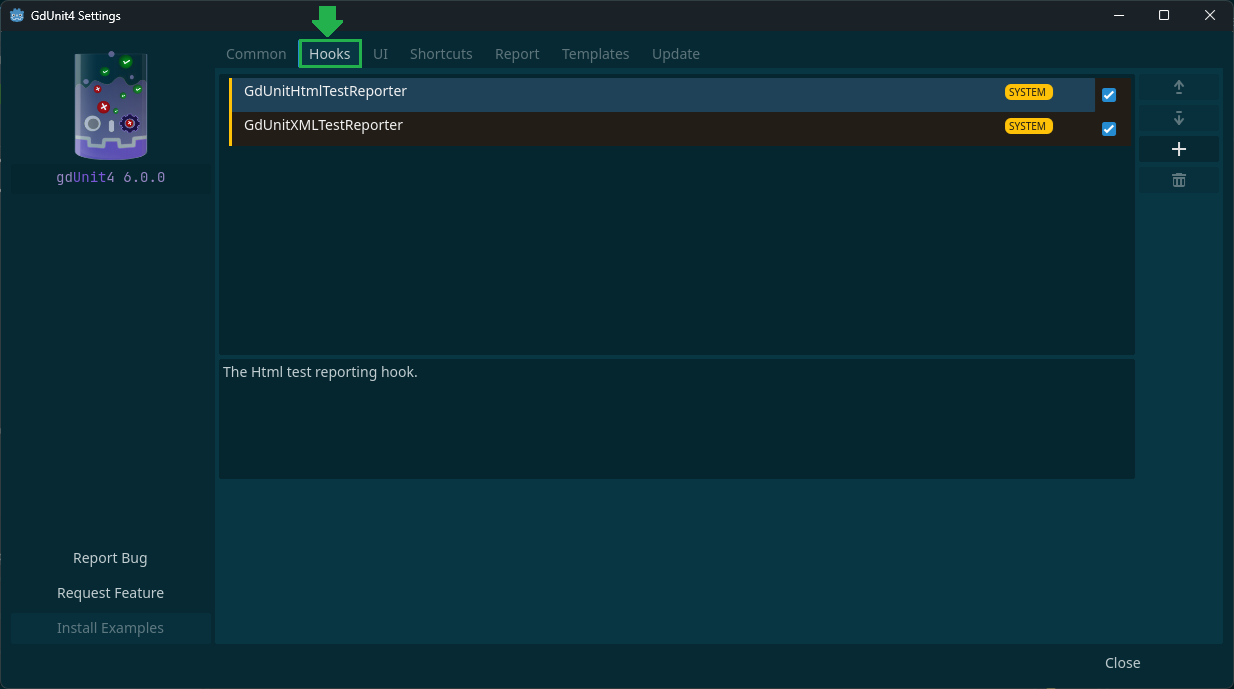 GdUnit4 Settings
Common Hooks UI Shortcuts Report Templates Update
GdUnitHtmlTestReporter SYSTEM
GdUnitXMLTestReporter SYSTEM
gdUnit4 6.0.0
The Html test reporting hook.
Report Bug
Request Feature
Install Examples
Close